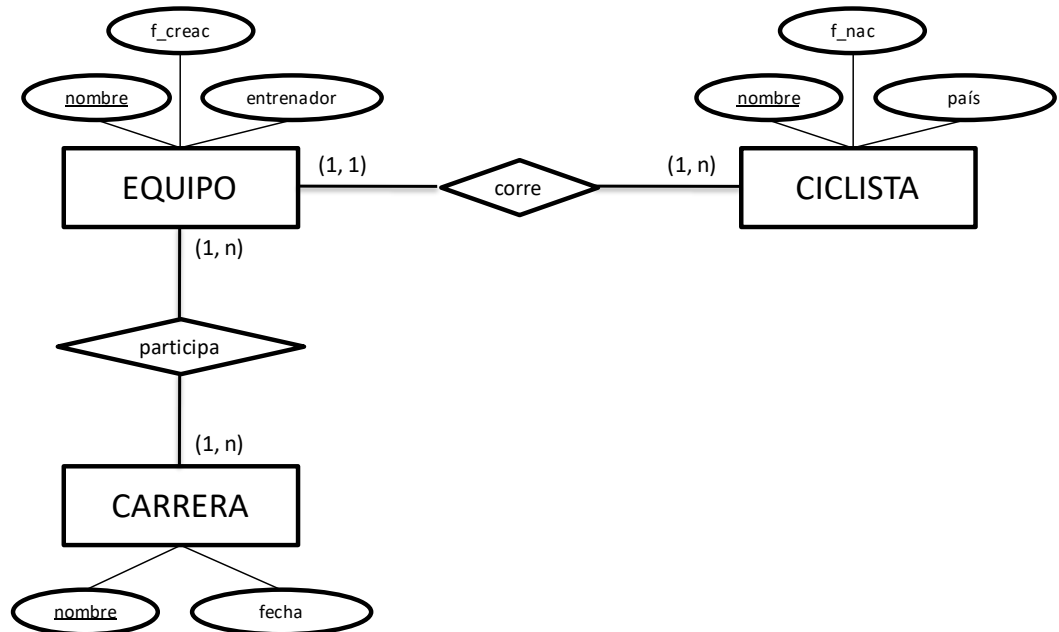 f_creac
f_nac
nombre
entrenador
nombre
país
EQUIPO
(1, 1)
corre
(1, n)
CICLISTA
(1, n)
participa
(1, n)
CARRERA
nombre
fecha